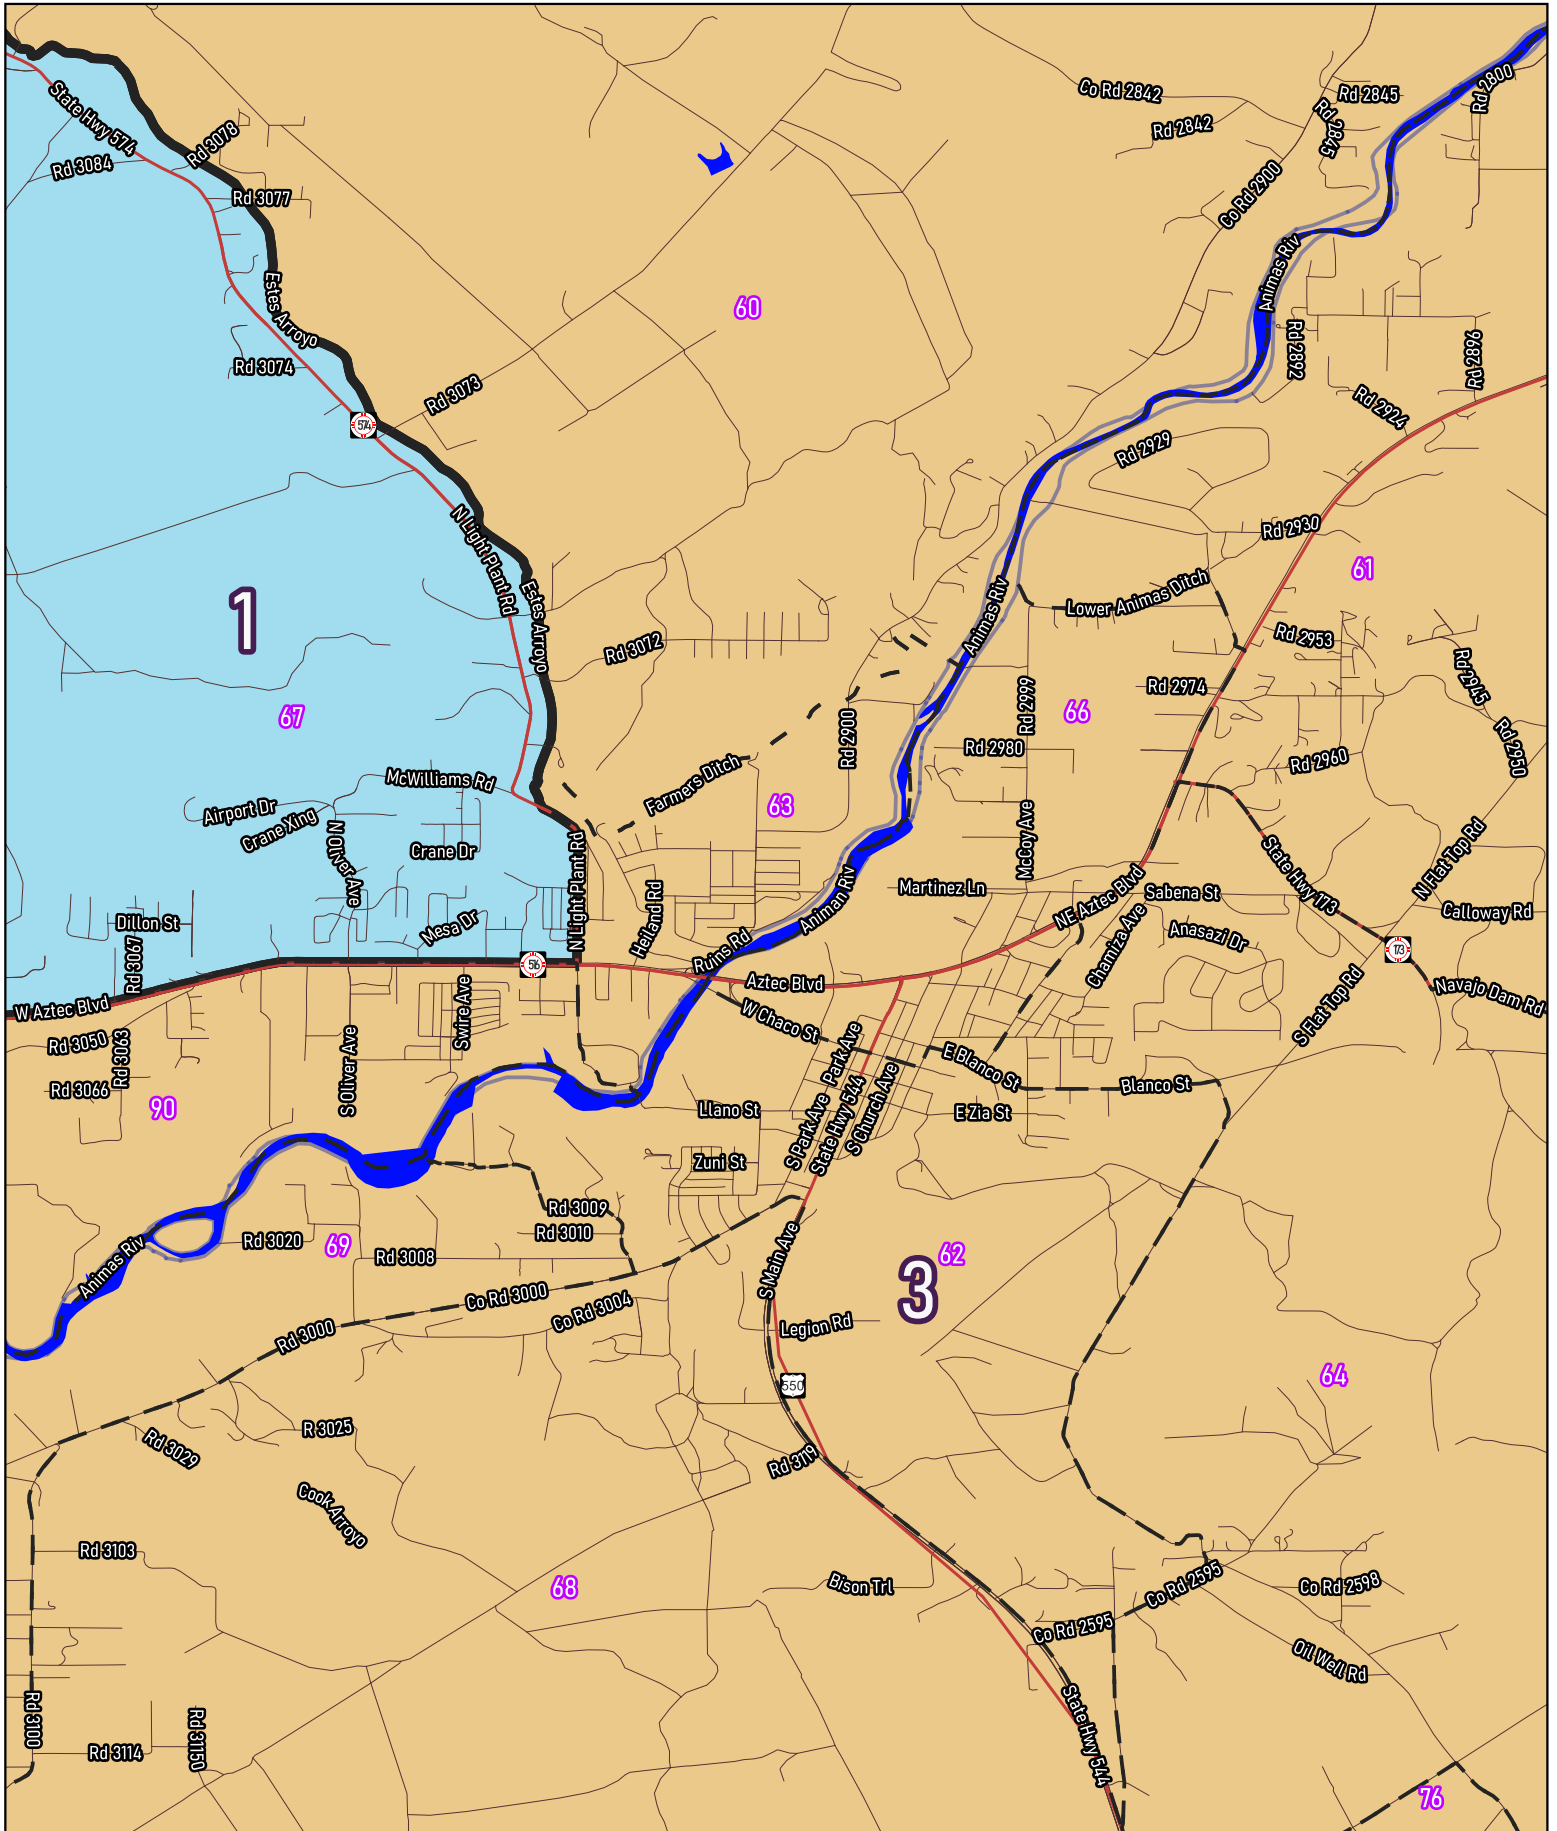 Co Rd 2842
Rd 2842
Rd 2845
Rd 2845
Rd 2800
State Hwy 574
Rd 3084
Rd 3078
Rd 3077
Co Rd 2900
Animas Riv
Estes Arroyo
60
Rd 3074
Rd 3073
574
Rd 2892
Rd 2896
Rd 2924
Rd 2929
N Light Plant Rd
Rd 2930
61
1
Estes Arroyo
Rd 3072
Animas Riv
Lower Animas Ditch
Rd 2953
Rd 2945
67
Rd 2900
Rd 2999
66
Rd 2974
Rd 2980
Rd 2960
Rd 2950
McWilliams Rd
Airport Dr
Crane Xing
N Oliver Ave
Crane Dr
Farmers Ditch
63
McCoy Ave
State Hwy 173
N Flat Top Rd
Martinez Ln
NE Aztec Blvd
Sabena St
Calloway Rd
Dillon St
Mesa Dr
N Light Plant Rd
Heiland Rd
Animan Riv
Ruins Rd
Chamiza Ave
Anasazi Dr
173
Rd 3067
516
W Aztec Blvd
Aztec Blvd
Navajo Dam Rd
S Flat Top Rd
Swire Ave
W Chaco St
Rd 3050
Rd 3063
S Oliver Ave
Park Ave
E Blanco St
Blanco St
Rd 3066
90
Llano St
S Park Ave
State Hwy 544
S Church Ave
E Zia St
Zuni St
Rd 3009
Rd 3010
Rd 3020
69
Rd 3008
Animas Riv
S Main Ave
62
3
Co Rd 3000
Co Rd 3004
Rd 3000
Legion Rd
550
64
Rd 3029
R 3025
Rd 3119
Cook Arroyo
Rd 3103
68
Bison Trl
Co Rd 2595
Co Rd 2598
Co Rd 2595
Oil Well Rd
Rd 3100
Rd 31150
Rd 3114
State Hwy 544
76